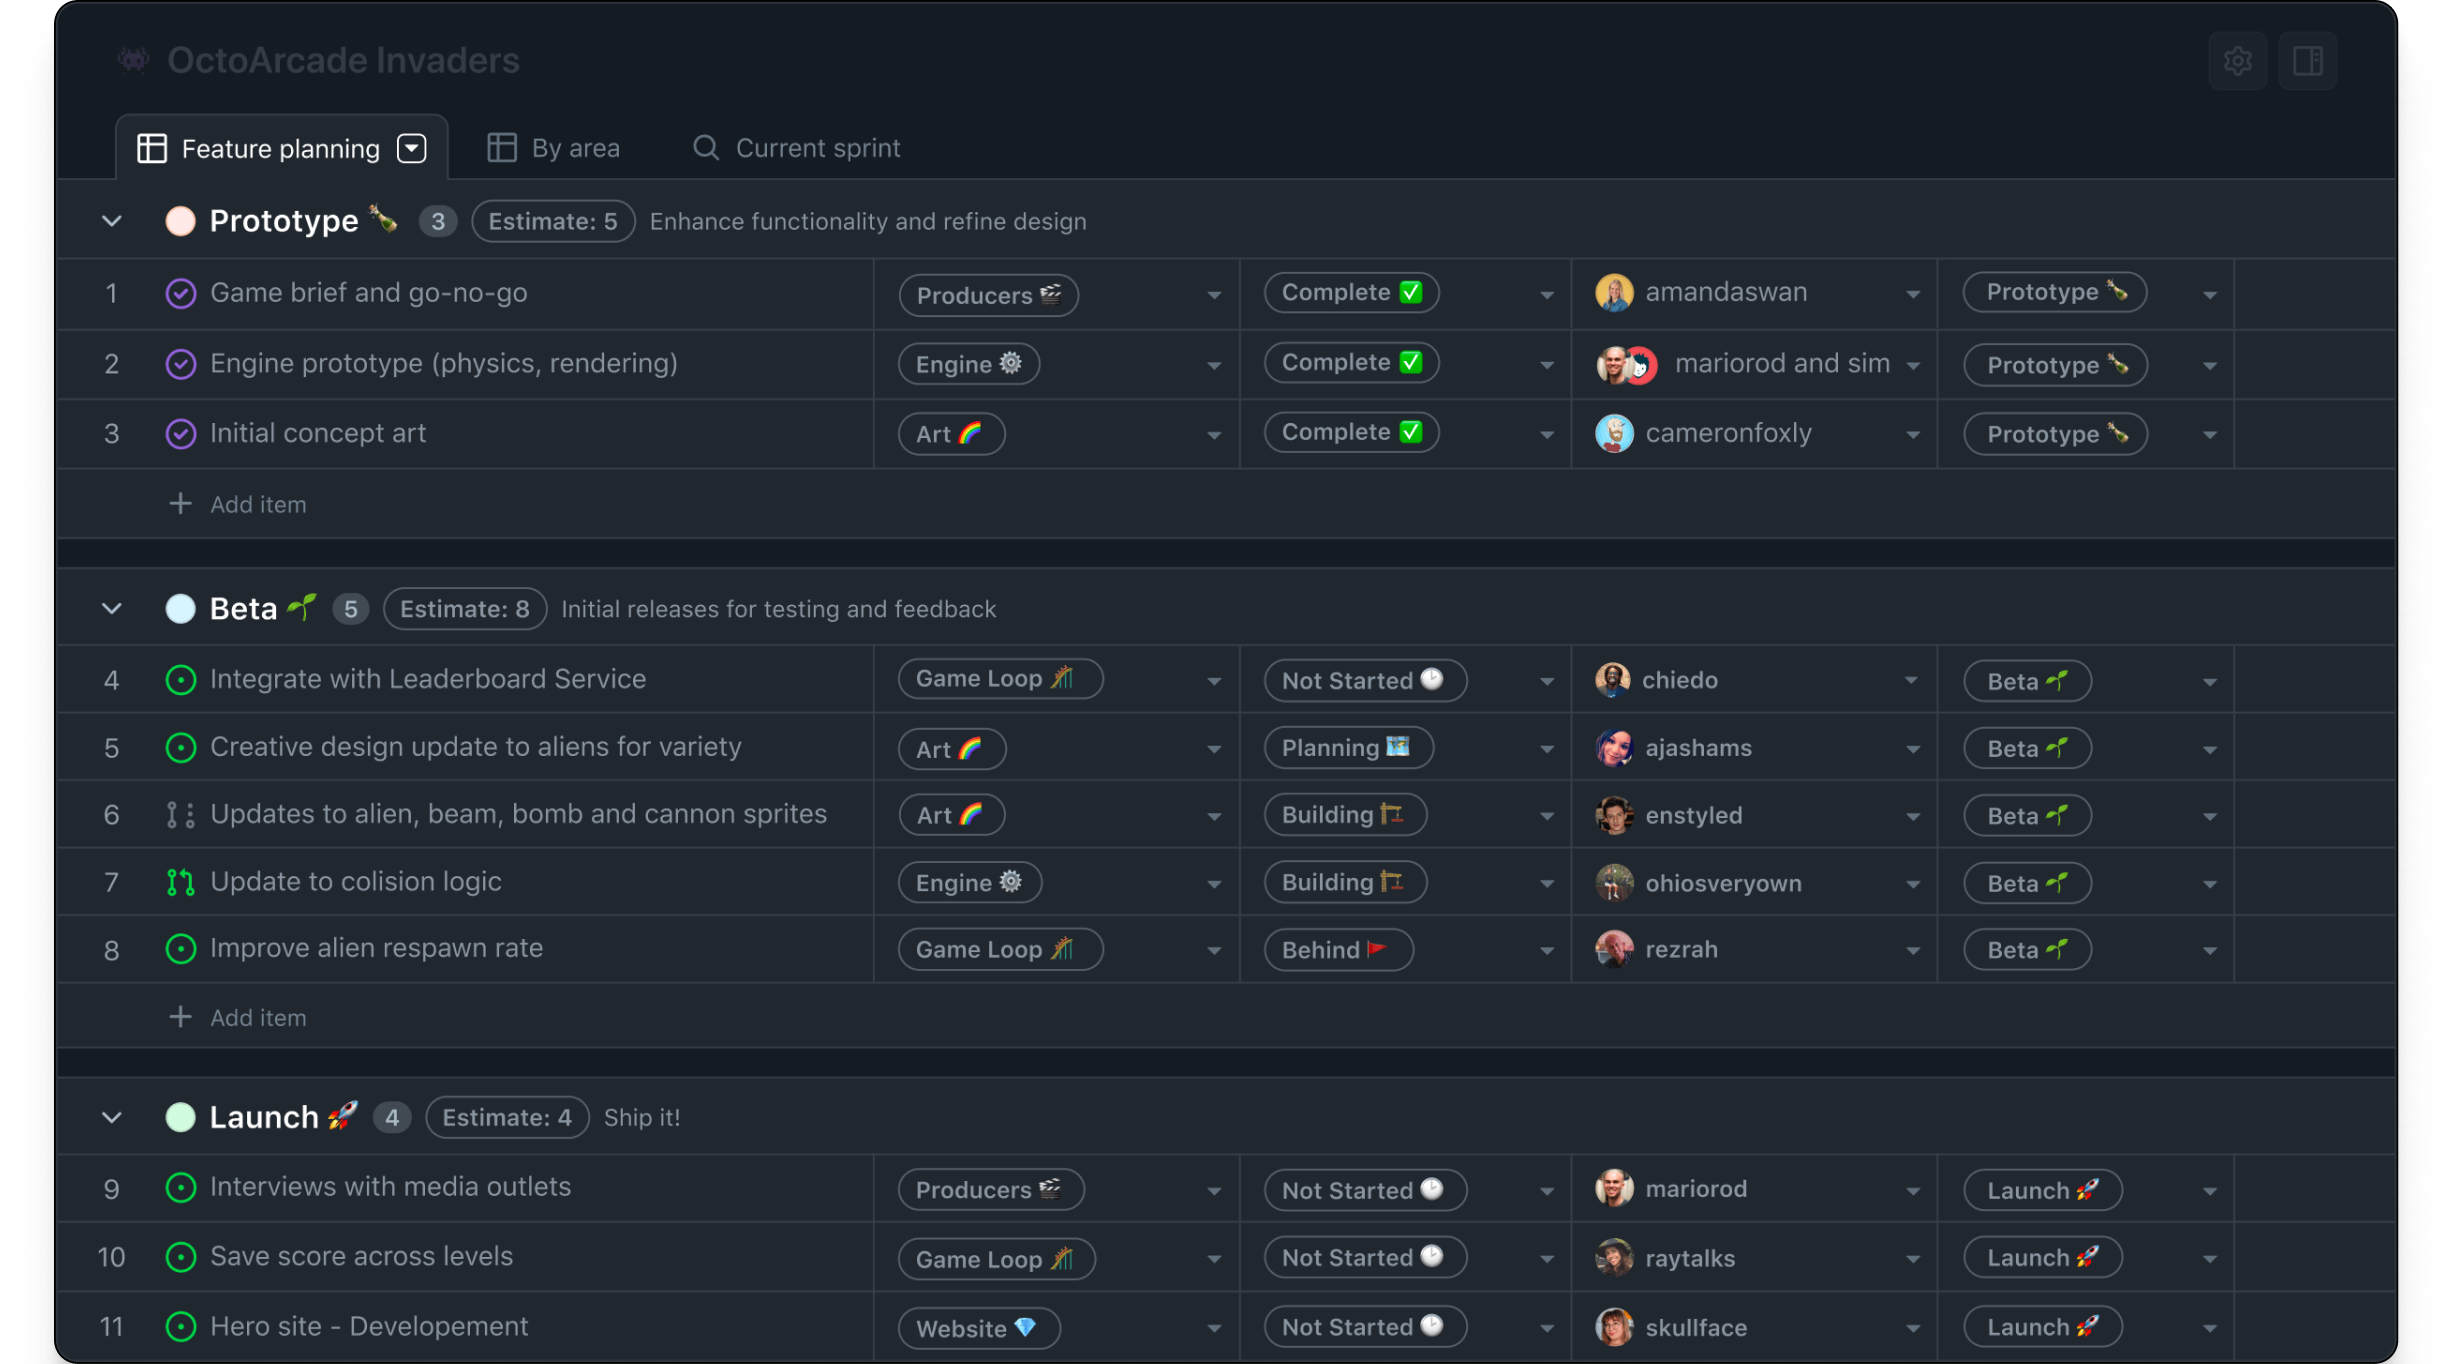 OctoArcade Invaders
Feature planning By area Current sprint
Prototype 3 Estimate: 5 Enhance functionality and refine design
1 Game brief and go-no-go Producers Complete amandaswan Prototype
2 Engine prototype (physics, rendering) Engine Complete mariorod and sim Prototype
3 Initial concept art Art Complete cameronfoxly Prototype
Add item
Beta 5 Estimate: 8 Initial releases for testing and feedback
4 Integrate with Leaderboard Service Game Loop Not Started chiedo Beta
5 Creative design update to aliens for variety Art Planning ajashams Beta
6 Updates to alien, beam, bomb and cannon sprites Art Building enstyled Beta
7 Update to colision logic Engine Building ohiosveryown Beta
8 Improve alien respawn rate Game Loop Behind rezrah Beta
Add item
Launch 4 Estimate: 4 Ship it!
9 Interviews with media outlets Producers Not Started mariorod Launch
10 Save score across levels Game Loop Not Started raytalks Launch
11 Hero site - Developement Website Not Started skullface Launch